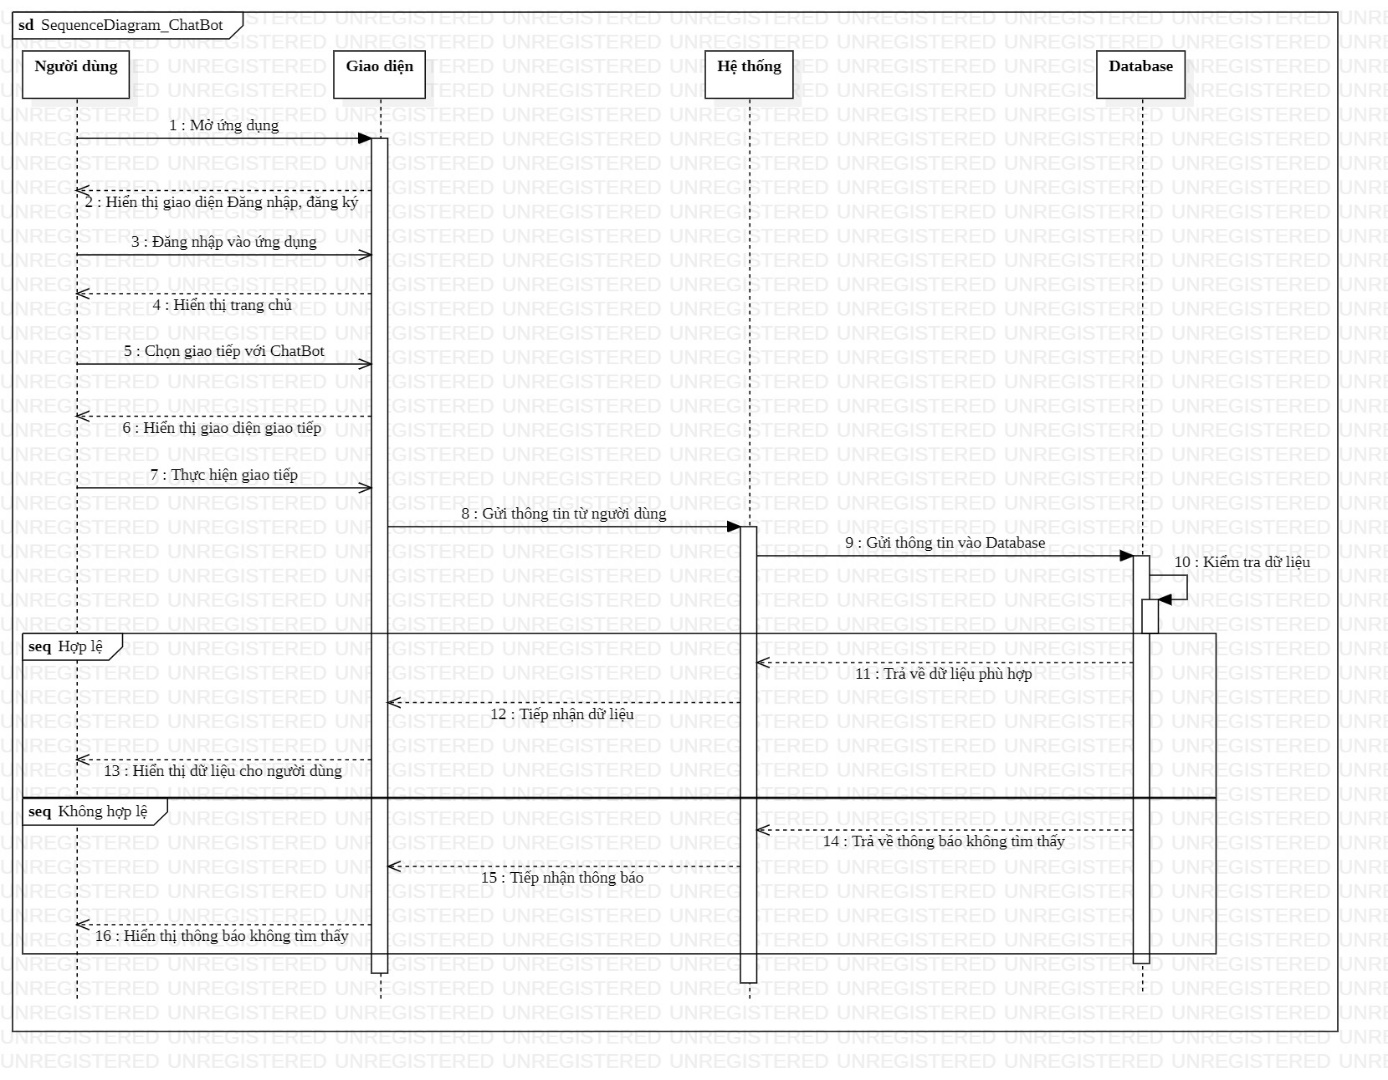 sd SequenceDiagram_ChatBot
Người dùng
Giao diện
Hệ thống
Database
1 : Mở ứng dụng
2 : Hiển thị giao diện Đăng nhập, đăng ký
3 : Đăng nhập vào ứng dụng
4 : Hiển thị trang chủ
5 : Chọn giao tiếp với ChatBot
6 : Hiển thị giao diện giao tiếp
7 : Thực hiện giao tiếp
8 : Gửi thông tin từ người dùng
9 : Gửi thông tin vào Database
10 : Kiểm tra dữ liệu
seq Hợp lệ
11 : Trả về dữ liệu phù hợp
12 : Tiếp nhận dữ liệu
13 : Hiển thị dữ liệu cho người dùng
seq Không hợp lệ
14 : Trả về thông báo không tìm thấy
15 : Tiếp nhận thông báo
16 : Hiển thị thông báo không tìm thấy
UNREGISTERED